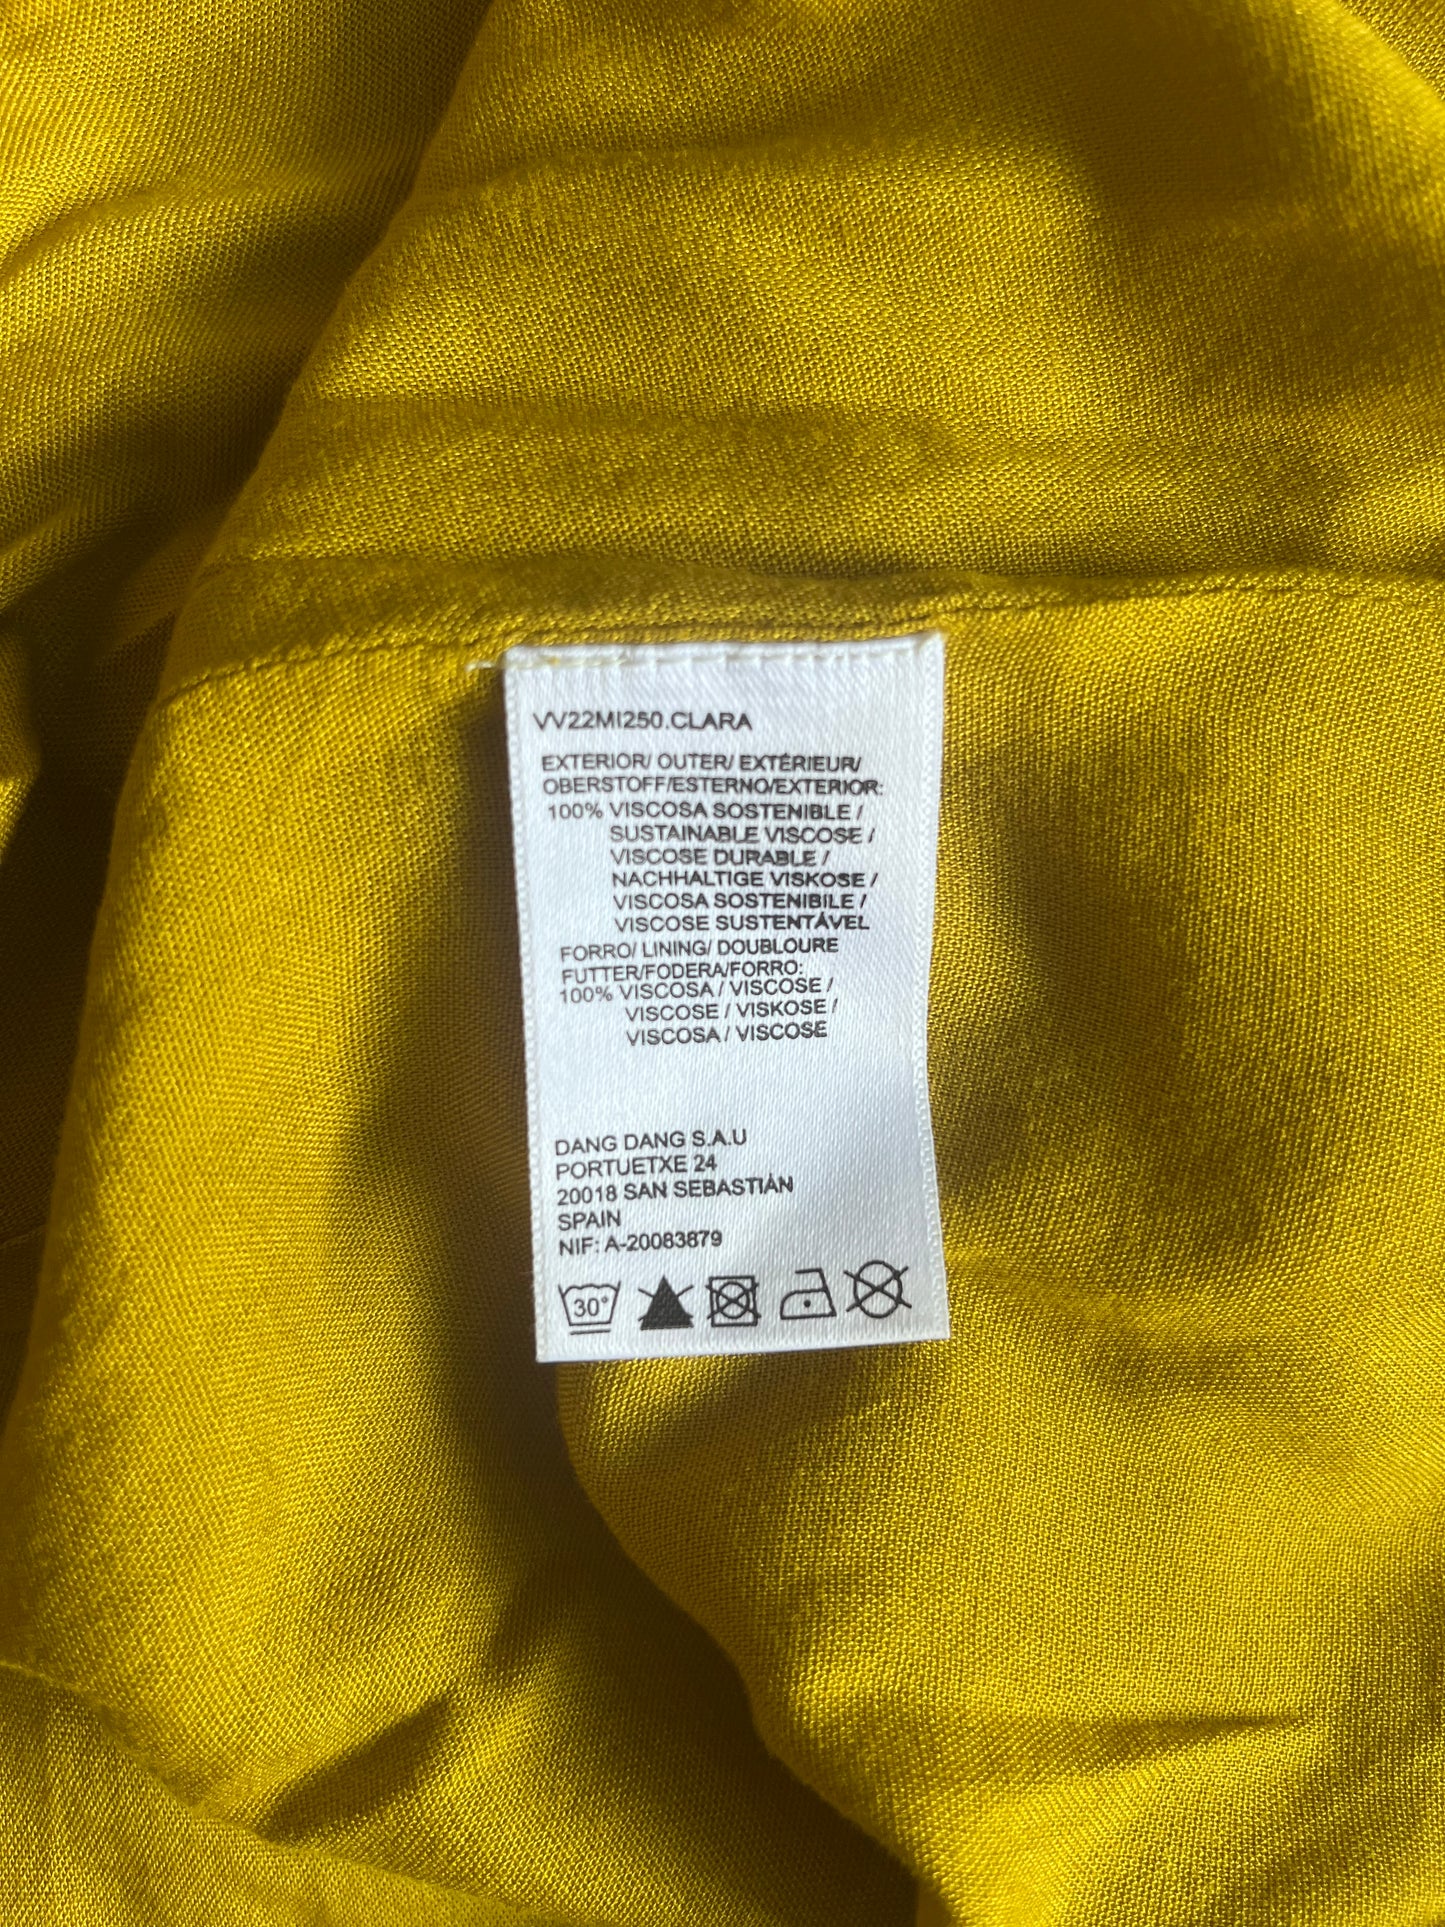 VV22MI250.CLARA
EXTERIOR/ OUTER/ EXTÉRIEUR/
OBERSTOFF/ESTERNO/EXTERIOR:
100% VISCOSA SOSTENIBLE /
SUSTAINABLE VISCOSE /
VISCOSE DURABLE /
NACHHALTIGE VISKOSE /
VISCOSA SOSTENIBILE /
VISCOSE SUSTENTÁVEL
FORRO/ LINING/ DOUBLOURE
FUTTER/FODERA/FORRO:
100% VISCOSA / VISCOSE /
VISCOSE / VISKOSE /
VISCOSA / VISCOSE
DANG DANG S.A.U
PORTUETXE 24
20018 SAN SEBASTIÁN
SPAIN
NIF: A-20083879
30°